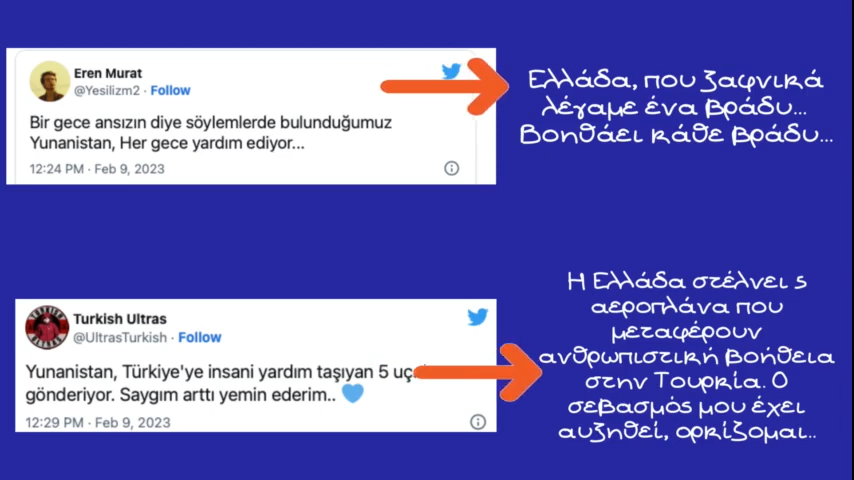 Eren Murat
@Yesilizm2 · Follow
Bir gece ansızın diye söylemlerde bulunduğumuz
Yunanistan, Her gece yardım ediyor...
12:24 PM · Feb 9, 2023
Ελλάδα, που ξαφνικά
λέγαμε ένα βράδυ...
Βοηθάει κάθε βράδυ...
Turkish Ultras
@UltrasTurkish · Follow
Yunanistan, Türkiye'ye insani yardım taşıyan 5
gönderiyor. Saygım arttı yemin ederim.. 💙
12:29 PM · Feb 9, 2023
Η Ελλάδα στέλνει 5
αεροπλάνα που
μεταφέρουν
ανθρωπιστική βοήθεια
στην Τουρκία. Ο
σεβασμός μου έχει
αυξηθεί, ορκίζομαι..